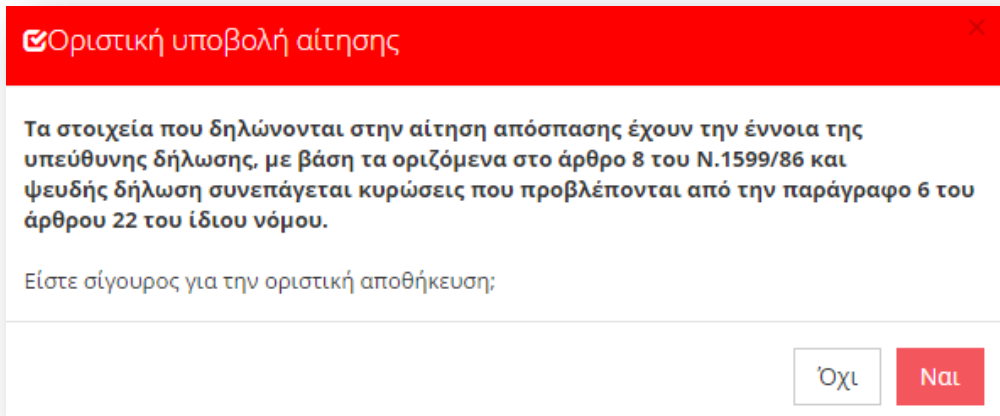 Οριστική υποβολή αίτησης
Τα στοιχεία που δηλώνονται στην αίτηση απόσπασης έχουν την έννοια της
υπεύθυνης δήλωσης, με βάση τα οριζόμενα στο άρθρο 8 του Ν.1599/86 και
ψευδής δήλωση συνεπάγεται κυρώσεις που προβλέπονται από την παράγραφο 6 του
άρθρου 22 του ίδιου νόμου.
Είστε σίγουρος για την οριστική αποθήκευση;
Όχι Ναι